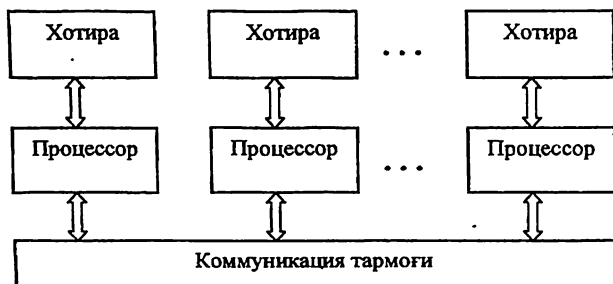 Хотира Хотира ... Хотира
Процессор Процессор ... Процессор
Коммуникация тармоғи